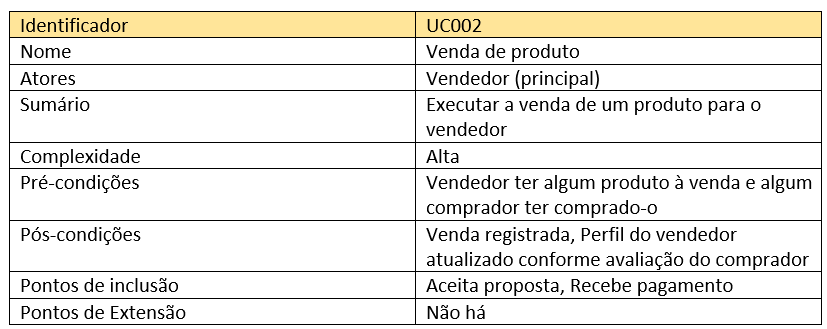 Identificador UC002
Nome Venda de produto
Atores Vendedor (principal)
Sumário Executar a venda de um produto para o
vendedor
Complexidade Alta
Pré-condições Vendedor ter algum produto à venda e algum
comprador ter comprado-o
Pós-condições Venda registrada, Perfil do vendedor
atualizado conforme avaliação do comprador
Pontos de inclusão Aceita proposta, Recebe pagamento
Pontos de Extensão Não há